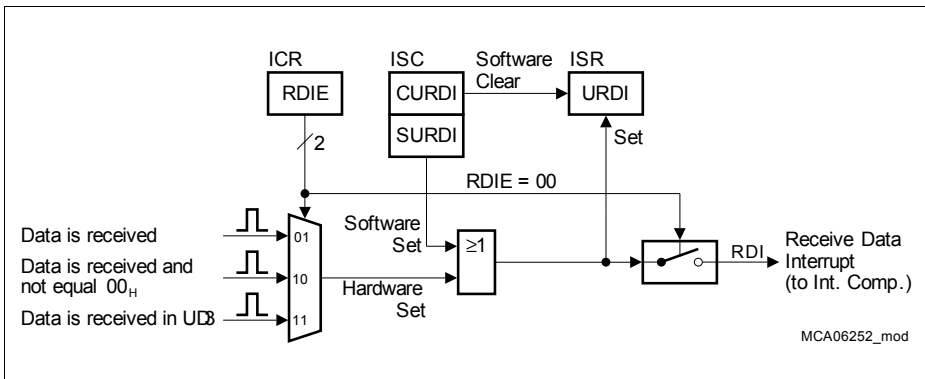 ICR
ISC
Software
Clear
ISR
RDIE
CURDI
URDI
SURDI
2
Set
RDIE = 00
Data is received
01
Software
Set
≥1
Data is received and
not equal 00H
10
Hardware
Set
RDI
Receive Data
Interrupt
(to Int. Comp.)
Data is received in UD3
11
MCA06252_mod